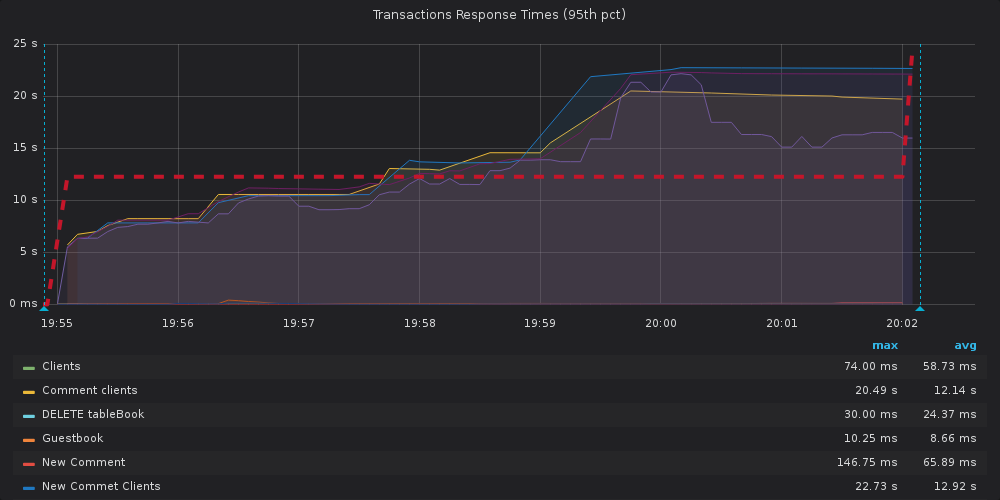 Transactions Response Times (95th pct)
25 s
20 s
15 s
10 s
5 s
0 ms
19:55 19:56 19:57 19:58 19:59 20:00 20:01 20:02
max avg
Clients 74.00 ms 58.73 ms
Comment clients 20.49 s 12.14 s
DELETE tableBook 30.00 ms 24.37 ms
Guestbook 10.25 ms 8.66 ms
New Comment 146.75 ms 65.89 ms
New Commet Clients 22.73 s 12.92 s